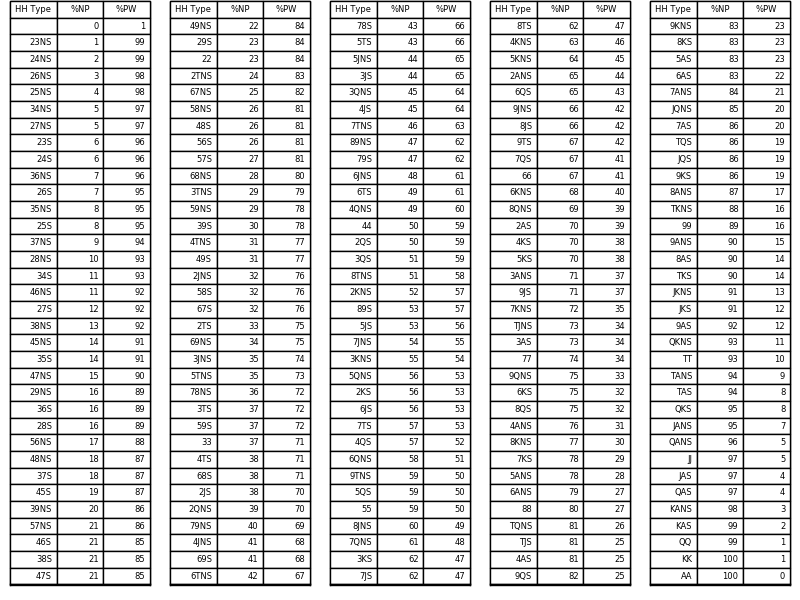 HH Type %NP %PW HH Type %NP %PW HH Type %NP %PW HH Type %NP %PW HH Type %NP %PW
0 1 49NS 22 84 78S 43 66 8TS 62 47 9KNS 83 23
23NS 1 99 29S 23 84 5TS 43 66 4KNS 63 46 8KS 83 23
24NS 2 99 22 23 84 5JNS 44 65 5KNS 64 45 5AS 83 23
26NS 3 98 2TNS 24 83 3JS 44 65 2ANS 65 44 6AS 83 22
25NS 4 98 67NS 25 82 3QNS 45 64 6QS 65 43 7ANS 84 21
34NS 5 97 58NS 26 81 4JS 45 64 9JNS 66 42 JQNS 85 20
27NS 5 97 48S 26 81 7TNS 46 63 8JS 66 42 7AS 86 20
23S 6 96 56S 26 81 89NS 47 62 9TS 67 42 TQS 86 19
24S 6 96 57S 27 81 79S 47 62 7QS 67 41 JQS 86 19
36NS 7 96 68NS 28 80 6JNS 48 61 66 67 41 9KS 86 19
26S 7 95 3TNS 29 79 6TS 49 61 6KNS 68 40 8ANS 87 17
35NS 8 95 59NS 29 78 4QNS 49 60 8QNS 69 39 TKNS 88 16
25S 8 95 39S 30 78 44 50 59 2AS 70 39 99 89 16
37NS 9 94 4TNS 31 77 2QS 50 59 4KS 70 38 9ANS 90 15
28NS 10 93 49S 31 77 3QS 51 59 5KS 70 38 8AS 90 14
34S 11 93 2JNS 32 76 8TNS 51 58 3ANS 71 37 TKS 90 14
46NS 11 92 58S 32 76 2KNS 52 57 9JS 71 37 JKNS 91 13
27S 12 92 67S 32 76 89S 53 57 7KNS 72 35 JKS 91 12
38NS 13 92 2TS 33 75 5JS 53 56 TJNS 73 34 9AS 92 12
45NS 14 91 69NS 34 75 7JNS 54 55 3AS 73 34 QKNS 93 11
35S 14 91 3JNS 35 74 3KNS 55 54 77 74 34 TT 93 10
47NS 15 90 5TNS 35 73 5QNS 56 53 9QNS 75 33 TANS 94 9
29NS 16 89 78NS 36 72 2KS 56 53 6KS 75 32 TAS 94 8
36S 16 89 3TS 37 72 6JS 56 53 8QS 75 32 QKS 95 8
28S 16 89 59S 37 72 7TS 57 53 4ANS 76 31 JANS 95 7
56NS 17 88 33 37 71 4QS 57 52 8KNS 77 30 QANS 96 5
48NS 18 87 4TS 38 71 6QNS 58 51 7KS 78 29 JJ 97 5
37S 18 87 68S 38 71 9TNS 59 50 5ANS 78 28 JAS 97 4
45S 19 87 2JS 38 70 5QS 59 50 6ANS 79 27 QAS 97 4
39NS 20 86 2QNS 39 70 55 59 50 88 80 27 KANS 98 3
57NS 21 86 79NS 40 69 8JNS 60 49 TQNS 81 26 KAS 99 2
46S 21 85 4JNS 41 68 7QNS 61 48 TJS 81 25 QQ 99 1
38S 21 85 69S 41 68 3KS 62 47 4AS 81 25 KK 100 1
47S 21 85 6TNS 42 67 7JS 62 47 9QS 82 25 AA 100 0